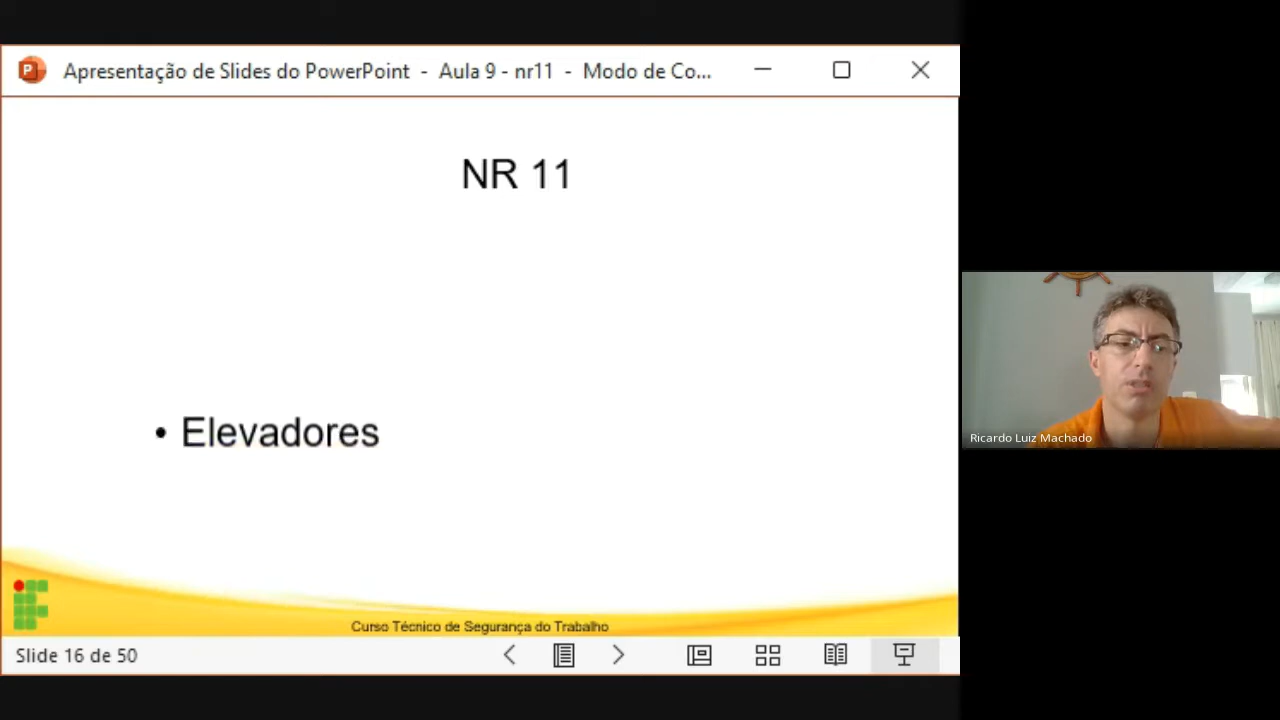 Apresentação de Slides do PowerPoint - Aula 9 - nr11 - Modo de Co...
NR 11
• Elevadores
Curso Técnico de Segurança do Trabalho
Slide 16 de 50
Ricardo Luiz Machado